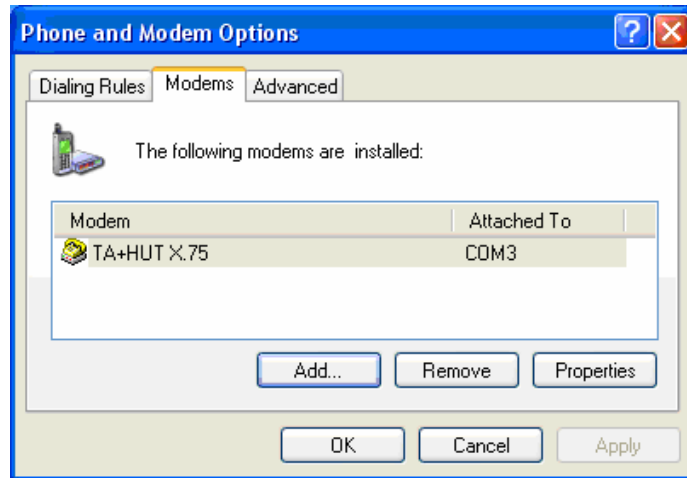 Phone and Modem Options
Dialing Rules Modems Advanced
The following modems are installed:
Modem Attached To
TA+HUT X.75 COM3
Add... Remove Properties
OK Cancel Apply